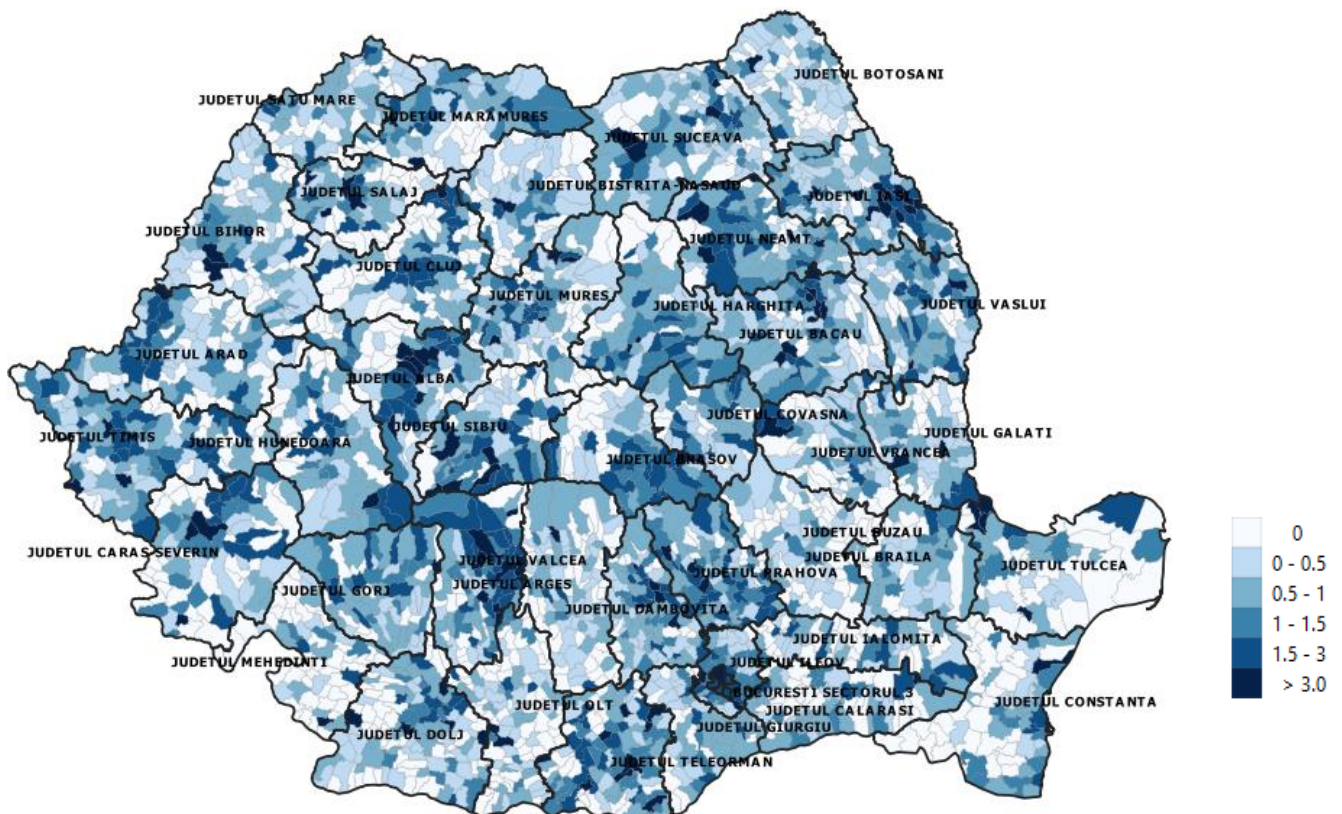 JUDETUL BOTOSANI
JUDETUL SATU MARE
JUDETUL MARAMURES
JUDETUL SUCEAVA
JUDETUL BISTRITA-NASAUD
JUDETUL SALAJ
JUDETUL IASI
JUDETUL BIHOR
JUDETUL NEAMT
JUDETUL CLUJ
JUDETUL MURES
JUDETUL HARGHITA
JUDETUL VASLUI
JUDETUL BACAU
JUDETUL ARAD
JUDETUL ALBA
JUDETUL COVASNA
JUDETUL SIBIU
JUDETUL GALATI
JUDETUL TIMIS
JUDETUL HUNEDOARA
JUDETUL VRANCEA
JUDETUL BRASOV
JUDETUL BUZAU
JUDETUL CARAS-SEVERIN
JUDETUL BRAILA
JUDETUL VALCEA
JUDETUL TULCEA
JUDETUL PRAHOVA
JUDETUL ARGES
JUDETUL GORJ
JUDETUL DAMBOVITA
JUDETUL IALOMITA
JUDETUL MEHEDINTI
JUDETUL ILFOV
BUCURESTI SECTORUL 3
JUDETUL CONSTANTA
JUDETUL OLT
JUDETUL CALARASI
JUDETUL GIURGIU
JUDETUL DOLJ
JUDETUL TELEORMAN
0
0 - 0.5
0.5 - 1
1 - 1.5
1.5 - 3
> 3.0